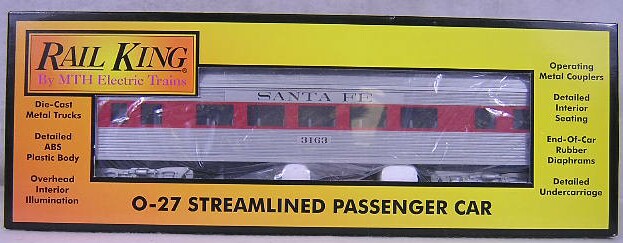 RAIL KING®
By MTH Electric Trains
Die-Cast
Metal Trucks
Detailed
ABS
Plastic Body
Overhead
Interior
Illumination
SANTA FE
3163
Operating
Metal Couplers
Detailed
Interior
Seating
End-Of-Car
Rubber
Diaphrams
Detailed
Undercarriage
O-27 STREAMLINED PASSENGER CAR